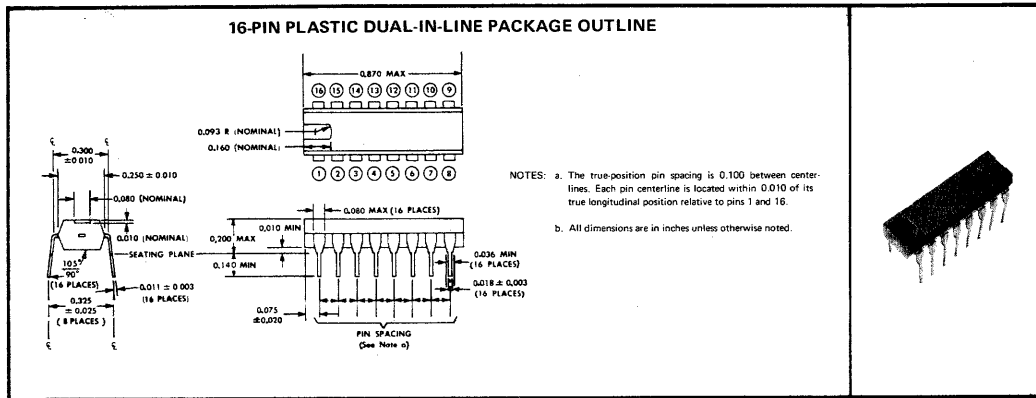 16-PIN PLASTIC DUAL-IN-LINE PACKAGE OUTLINE
0.870 MAX
16 15 14 13 12 11 10 9
0.093 R (NOMINAL)
0.160 (NOMINAL)
1 2 3 4 5 6 7 8
℄ ℄
0.300
±0.010
0.250 ± 0.010
0.080 (NOMINAL)
0.010 (NOMINAL)
SEATING PLANE
105°
90°
(16 PLACES)
0.011 ± 0.003
(16 PLACES)
0.325
± 0.025
( 8 PLACES )
℄ ℄
0.080 MAX (16 PLACES)
0.010 MIN
0.200 MAX
0.140 MIN
0.036 MIN
(16 PLACES)
0.018 ± 0.003
(16 PLACES)
0.075
±0.020
PIN SPACING
(See Note a)
NOTES: a. The true-position pin spacing is 0.100 between center-
lines. Each pin centerline is located within 0.010 of its
true longitudinal position relative to pins 1 and 16.
b. All dimensions are in inches unless otherwise noted.